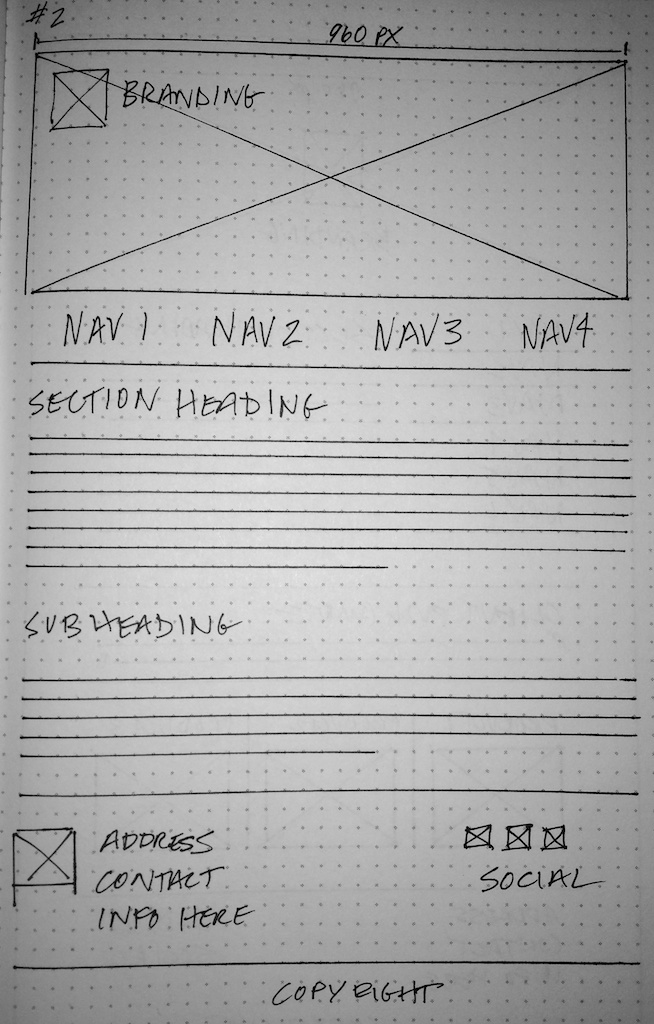 #2
960 PX
BRANDING
NAV 1 NAV 2 NAV 3 NAV 4
SECTION HEADING
SUBHEADING
ADDRESS
CONTACT
INFO HERE
SOCIAL
COPYRIGHT